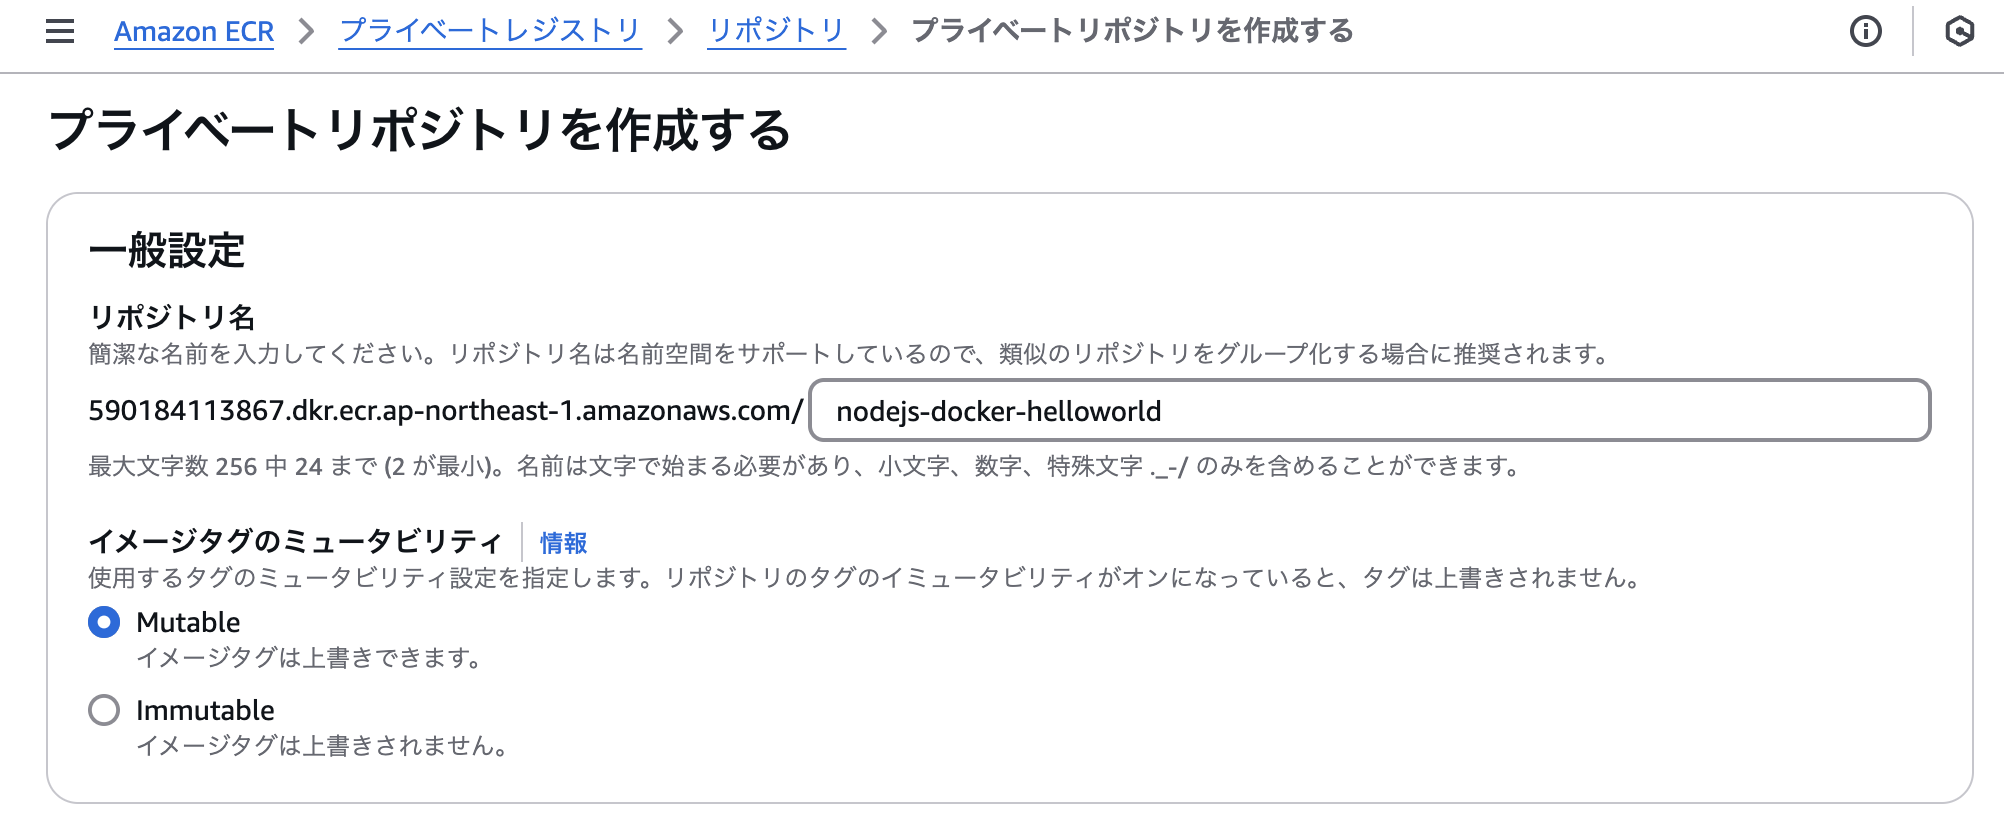 Amazon ECR > プライベートレジストリ > リポジトリ > プライベートリポジトリを作成する
プライベートリポジトリを作成する
一般設定
リポジトリ名
簡潔な名前を入力してください。リポジトリ名は名前空間をサポートしているので、類似のリポジトリをグループ化する場合に推奨されます。
590184113867.dkr.ecr.ap-northeast-1.amazonaws.com/ nodejs-docker-helloworld
最大文字数 256 中 24 まで (2 が最小)。名前は文字で始まる必要があり、小文字、数字、特殊文字 ._-/ のみを含めることができます。
イメージタグのミュータビリティ 情報
使用するタグのミュータビリティ設定を指定します。リポジトリのタグのイミュータビリティがオンになっていると、タグは上書きされません。
Mutable
イメージタグは上書きできます。
Immutable
イメージタグは上書きされません。